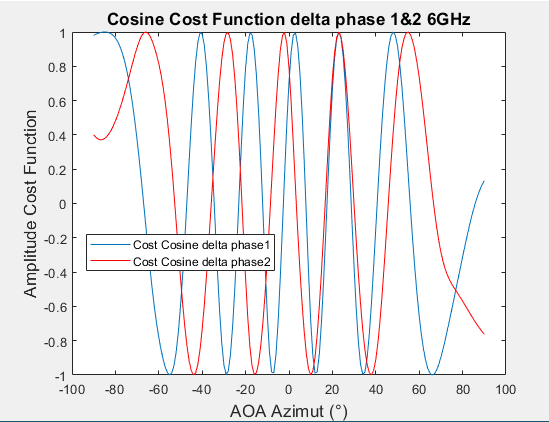 Cosine Cost Function delta phase 1&2 6GHz
Amplitude Cost Function
1
0.8
0.6
0.4
0.2
0
-0.2
-0.4
-0.6
-0.8
-1
Cost Cosine delta phase1
Cost Cosine delta phase2
-100 -80 -60 -40 -20 0 20 40 60 80 100
AOA Azimut (°)